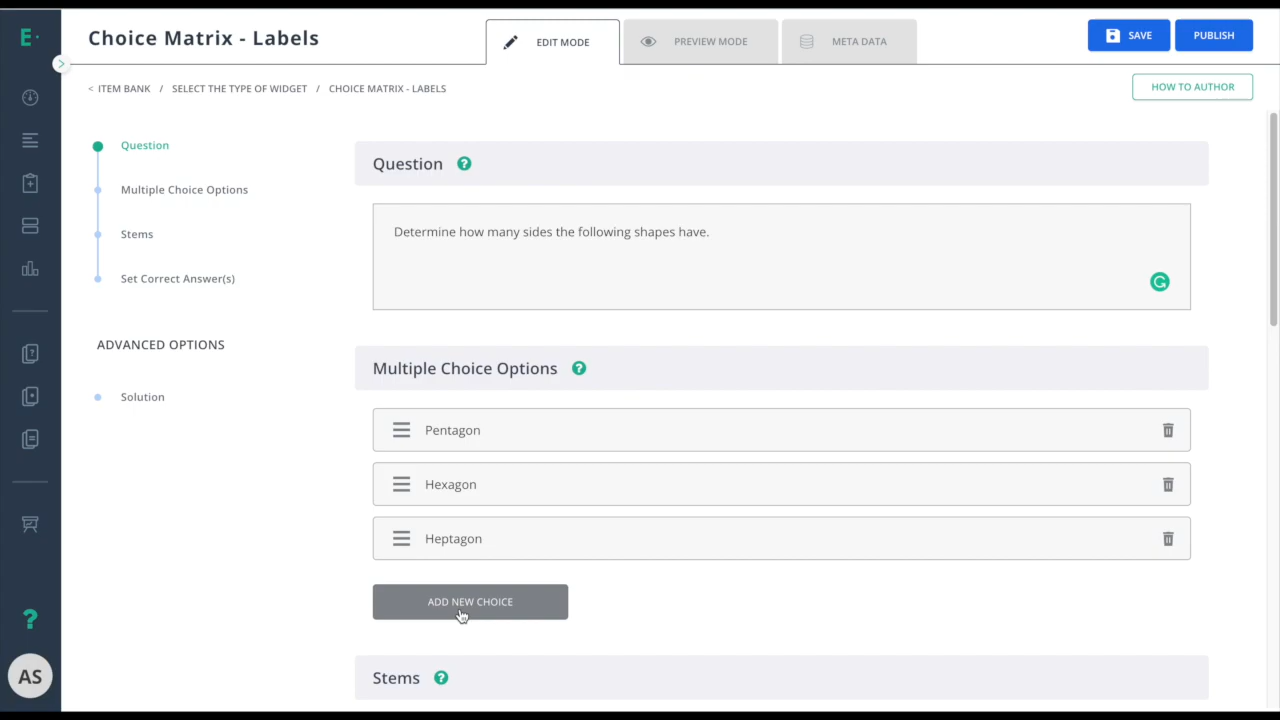 E
Choice Matrix - Labels
EDIT MODE
PREVIEW MODE
META DATA
SAVE
PUBLISH
< ITEM BANK / SELECT THE TYPE OF WIDGET / CHOICE MATRIX - LABELS
HOW TO AUTHOR
Question
Multiple Choice Options
Stems
Set Correct Answer(s)
ADVANCED OPTIONS
Solution
Question ?
Determine how many sides the following shapes have.
Multiple Choice Options ?
Pentagon
Hexagon
Heptagon
ADD NEW CHOICE
Stems ?
?
AS